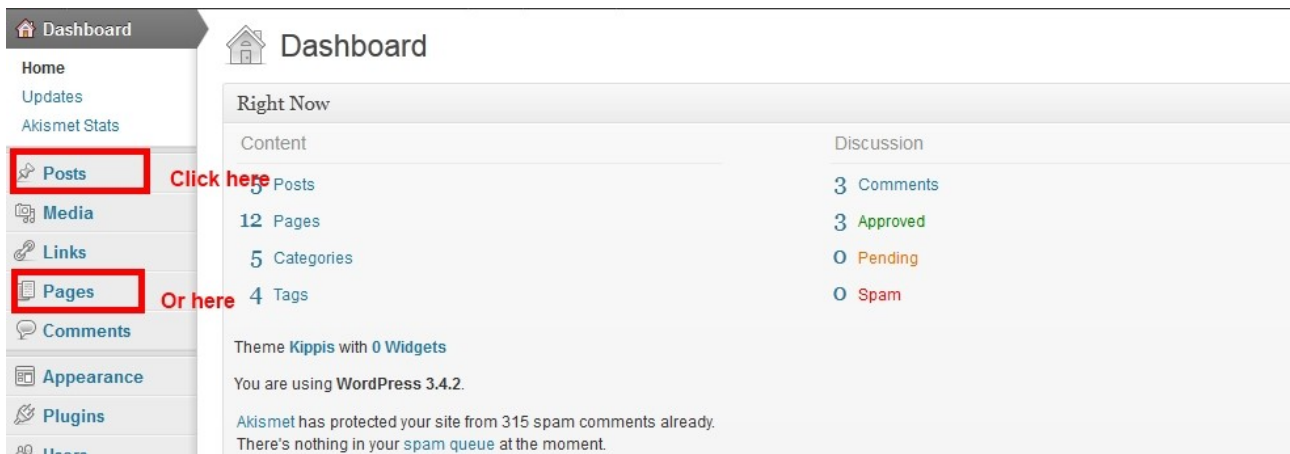 Dashboard
Home
Updates
Akismet Stats
Posts
Click here
Media
Links
Pages
Or here
Comments
Appearance
Plugins
Users
Dashboard
Right Now
Content
5 Posts
12 Pages
5 Categories
4 Tags
Discussion
3 Comments
3 Approved
0 Pending
0 Spam
Theme Kippis with 0 Widgets
You are using WordPress 3.4.2.
Akismet has protected your site from 315 spam comments already.
There's nothing in your spam queue at the moment.